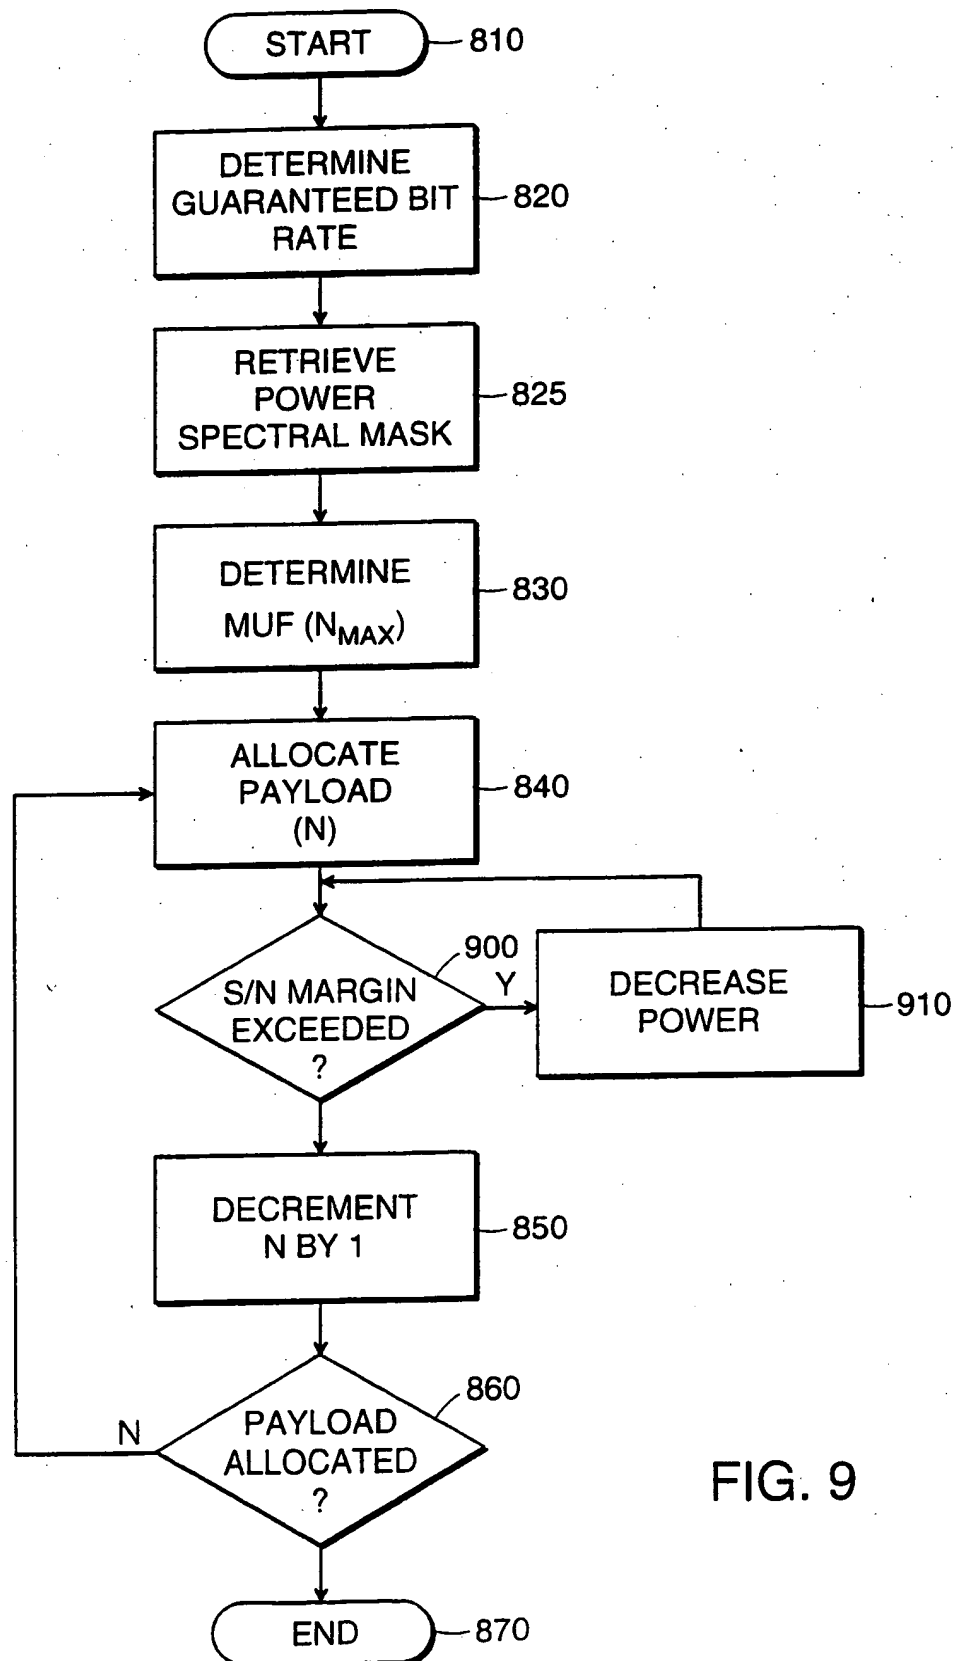 START
810
DETERMINE
GUARANTEED BIT
RATE
820
RETRIEVE
POWER
SPECTRAL MASK
825
DETERMINE
MUF (NMAX)
830
ALLOCATE
PAYLOAD
(N)
840
S/N MARGIN
EXCEEDED
?
900
Y
DECREASE
POWER
910
DECREMENT
N BY 1
850
PAYLOAD
ALLOCATED
?
860
N
END
870
FIG. 9